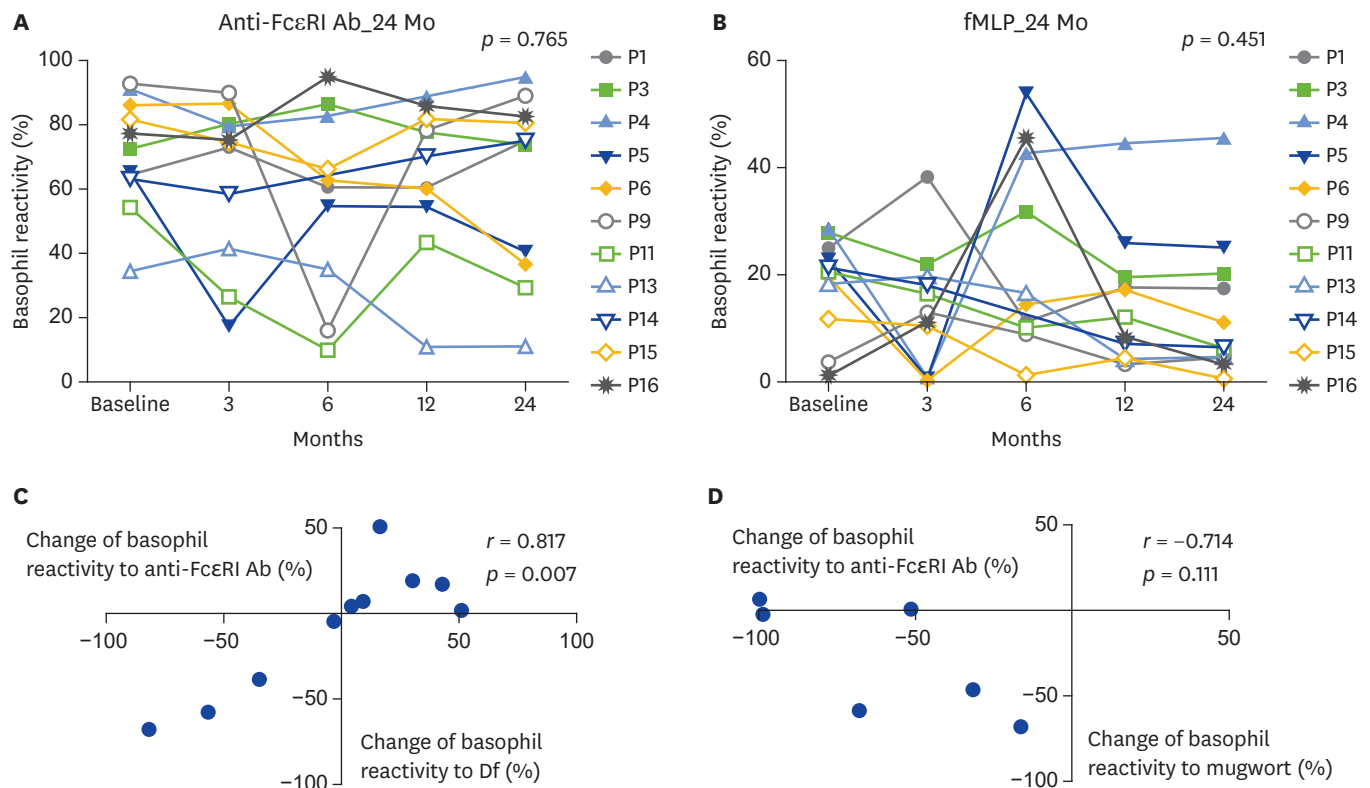 A
Anti-FcεRI Ab_24 Mo
p = 0.765
Basophil reactivity (%)
100
80
60
40
20
0
Baseline
3
6
12
24
Months
P1
P3
P4
P5
P6
P9
P11
P13
P14
P15
P16
B
fMLP_24 Mo
p = 0.451
Basophil reactivity (%)
60
40
20
0
Baseline
3
6
12
24
Months
P1
P3
P4
P5
P6
P9
P11
P13
P14
P15
P16
C
Change of basophil
reactivity to anti-FcεRI Ab (%)
r = 0.817
p = 0.007
50
−100
−50
50
100
−50
−100
Change of basophil
reactivity to Df (%)
D
Change of basophil
reactivity to anti-FcεRI Ab (%)
r = −0.714
p = 0.111
50
−100
−50
50
−50
−100
Change of basophil
reactivity to mugwort (%)